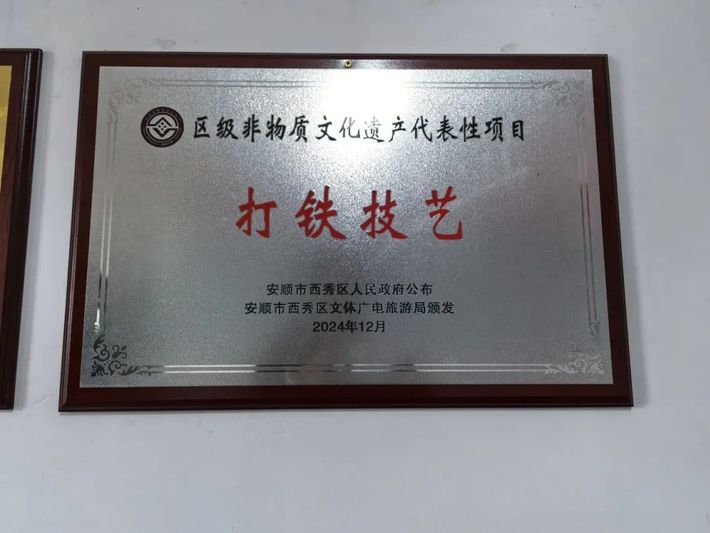 区级非物质文化遗产代表性项目
打铁技艺
安顺市西秀区人民政府公布
安顺市西秀区文体广电旅游局颁发
2024年12月